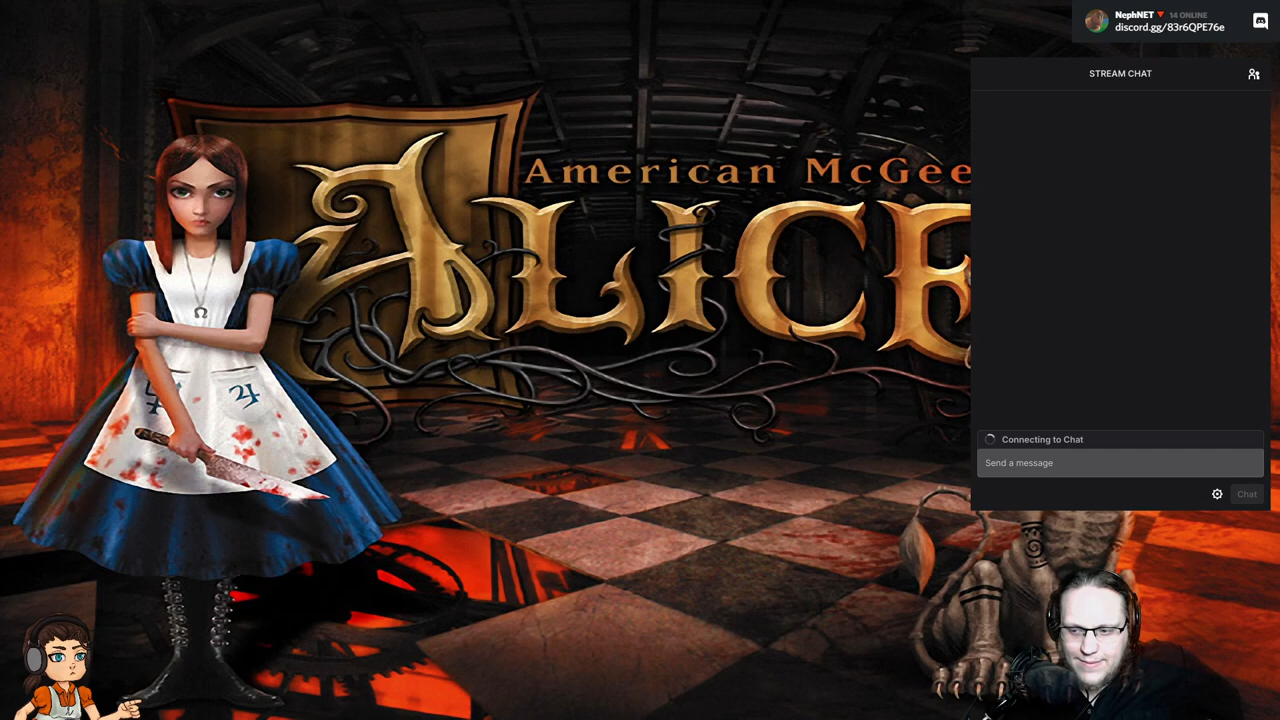 NephNET 14 ONLINE
discord.gg/83r6QPE76e
STREAM CHAT
American McGee
ALICE
Connecting to Chat
Send a message
Chat